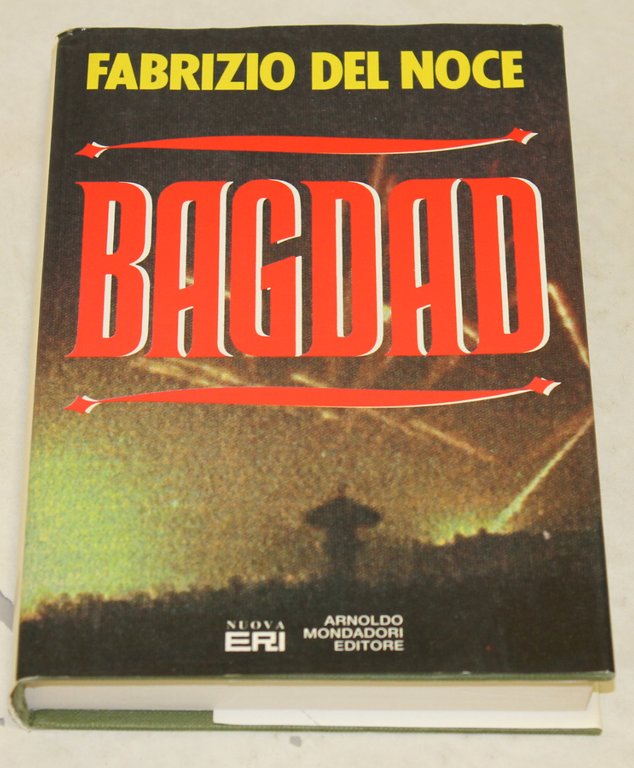 FABRIZIO DEL NOCE
BAGDAD
NUOVA
ERI
ARNOLDO
MONDADORI
EDITORE